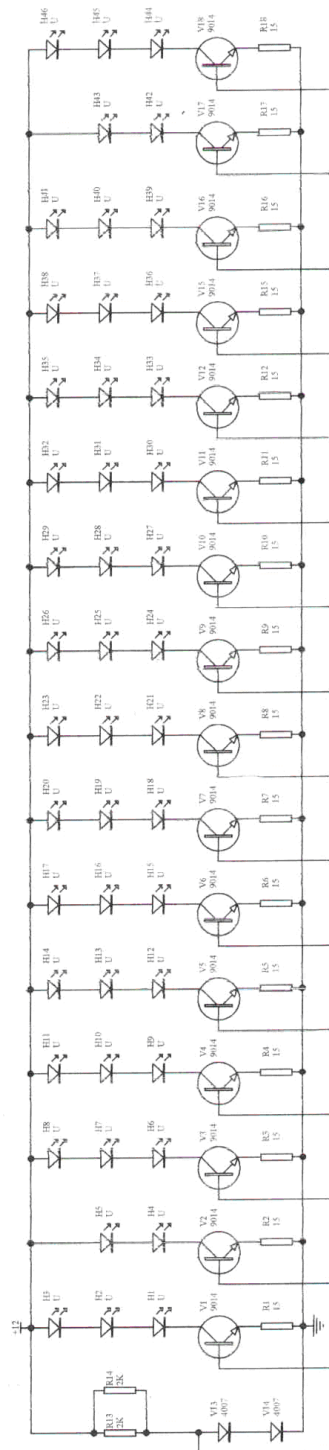 +12
H3 H8 H11 H14 H17 H20 H23 H26 H29 H32 H35 H38 H41 H46
U U U U U U U U U U U U U U
R14
2K
R13
2K
H2 H5 H7 H10 H13 H16 H19 H22 H25 H28 H31 H34 H37 H40 H43 H45
U U U U U U U U U U U U U U U U
H1 H4 H6 H9 H12 H15 H18 H21 H24 H27 H30 H33 H36 H39 H42 H44
U U U U U U U U U U U U U U U U
V1 V2 V3 V4 V5 V6 V7 V8 V9 V10 V11 V12 V15 V16 V17 V18
9014 9014 9014 9014 9014 9014 9014 9014 9014 9014 9014 9014 9014 9014 9014 9014
V13
4007
R1 R2 R3 R4 R5 R6 R7 R8 R9 R10 R11 R12 R15 R16 R17 R18
15 15 15 15 15 15 15 15 15 15 15 15 15 15 15 15
V14
4007